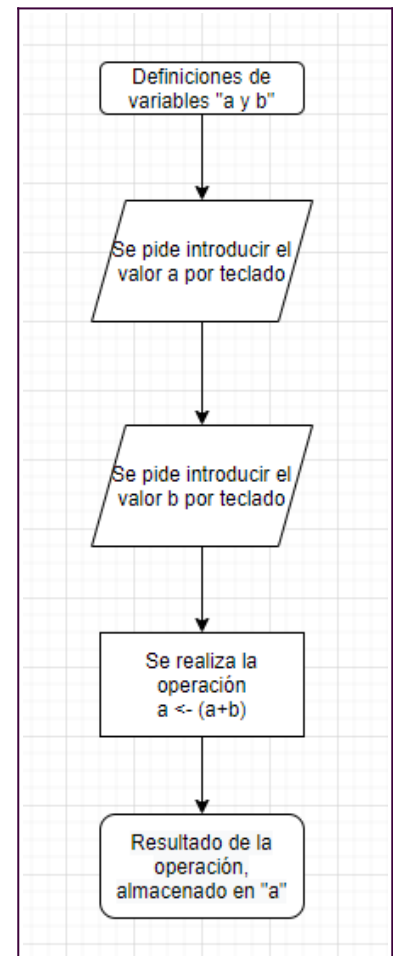 Definiciones de
variables "a y b"
Se pide introducir el
valor a por teclado
Se pide introducir el
valor b por teclado
Se realiza la
operación
a <- (a+b)
Resultado de la
operación,
almacenado en "a"